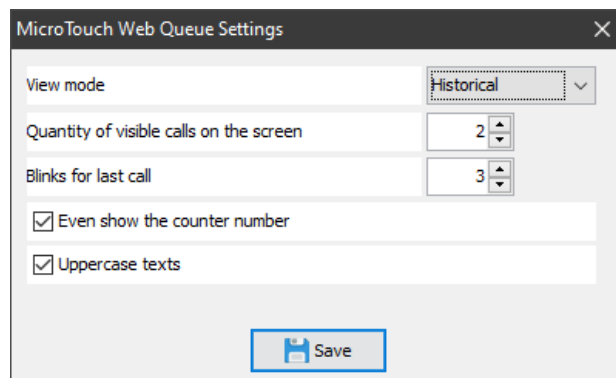 MicroTouch Web Queue Settings
View mode Historical
Quantity of visible calls on the screen 2
Blinks for last call 3
Even show the counter number
Uppercase texts
Save